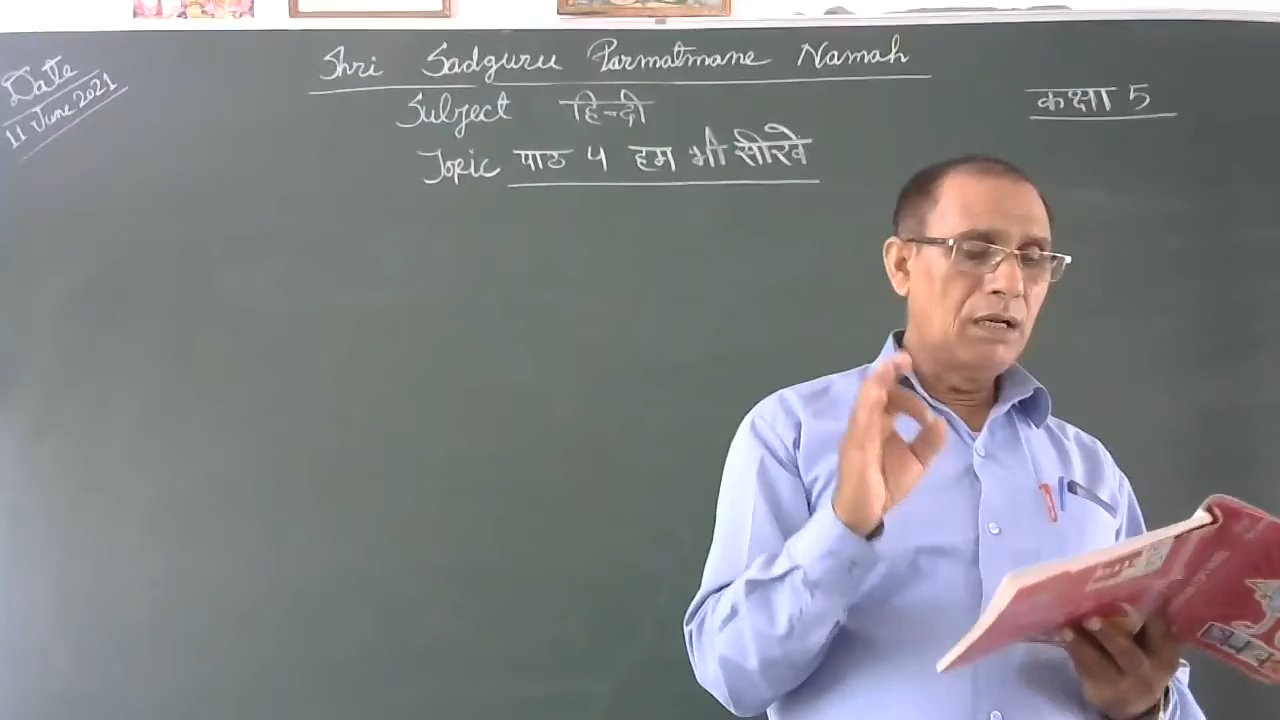 Date
11 June 2021
Shri Sadguru Parmatmane Namah
Subject हिन्दी
कक्षा 5
Topic पाठ 4 हम भी सीखें